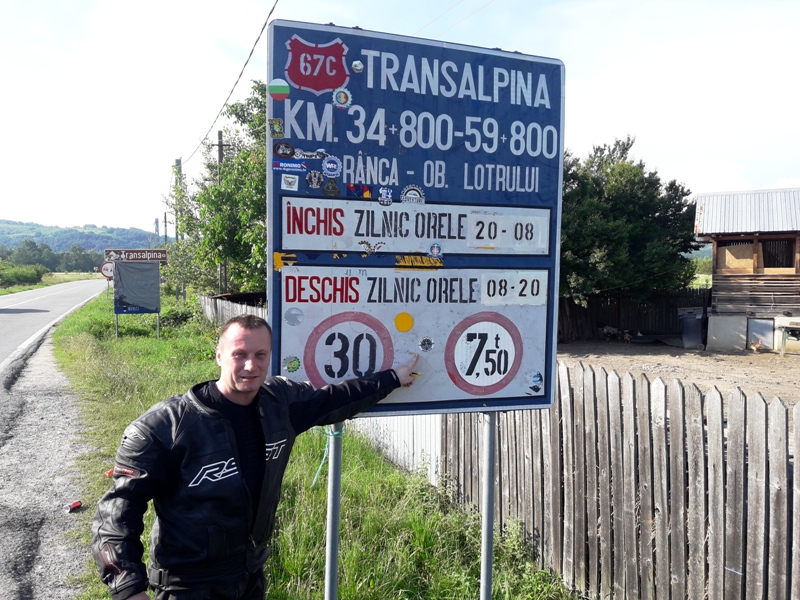 67C
TRANSALPINA
KM. 34+800-59+800
RÂNCA - OB. LOTRULUI
ÎNCHIS ZILNIC ORELE 20-08
DESCHIS ZILNIC ORELE 08-20
30
7,50 t
Transalpina
RST